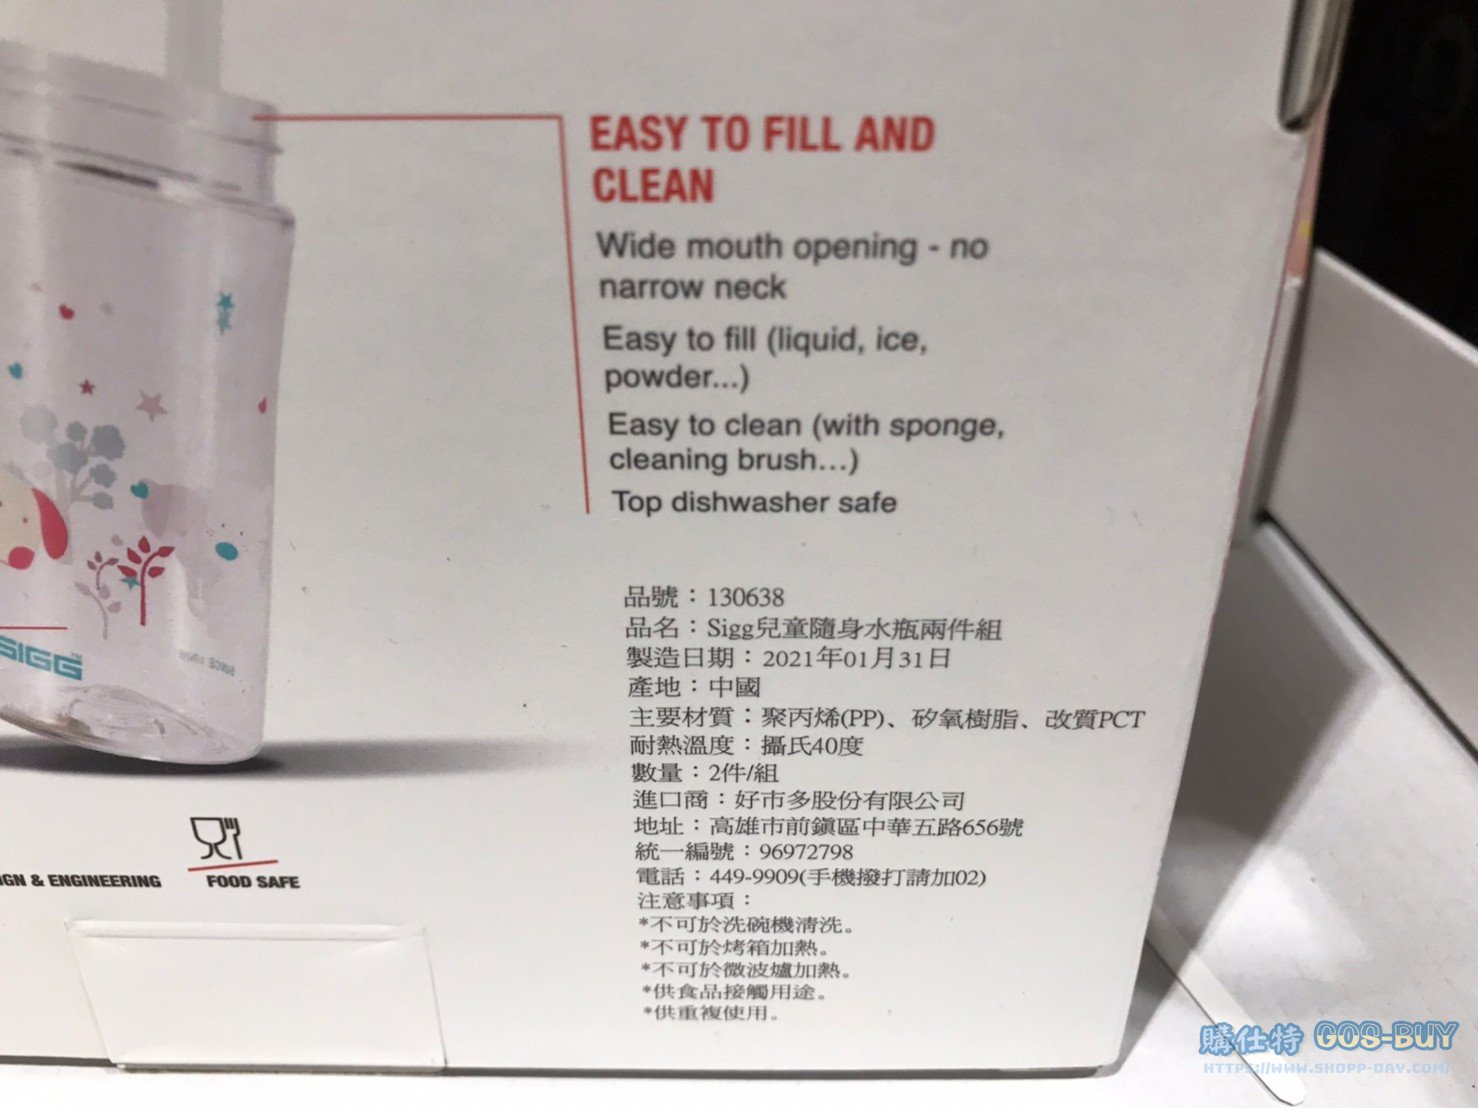 EASY TO FILL AND
CLEAN
Wide mouth opening - no
narrow neck
Easy to fill (liquid, ice,
powder...)
Easy to clean (with sponge,
cleaning brush...)
Top dishwasher safe
品號：130638
品名：Sigg兒童隨身水瓶兩件組
製造日期：2021年01月31日
產地：中國
主要材質：聚丙烯(PP)、矽氧樹脂、改質PCT
耐熱溫度：攝氏40度
數量：2件/組
進口商：好市多股份有限公司
地址：高雄市前鎮區中華五路656號
統一編號：96972798
電話：449-9909(手機撥打請加02)
注意事項：
*不可於洗碗機清洗。
*不可於烤箱加熱。
*不可於微波爐加熱。
*供食品接觸用途。
*供重複使用。
SIGG
& ENGINEERING
FOOD SAFE
購仕特 GOS-BUY
HTTPS://WWW.SHOPP-DAY.COM/